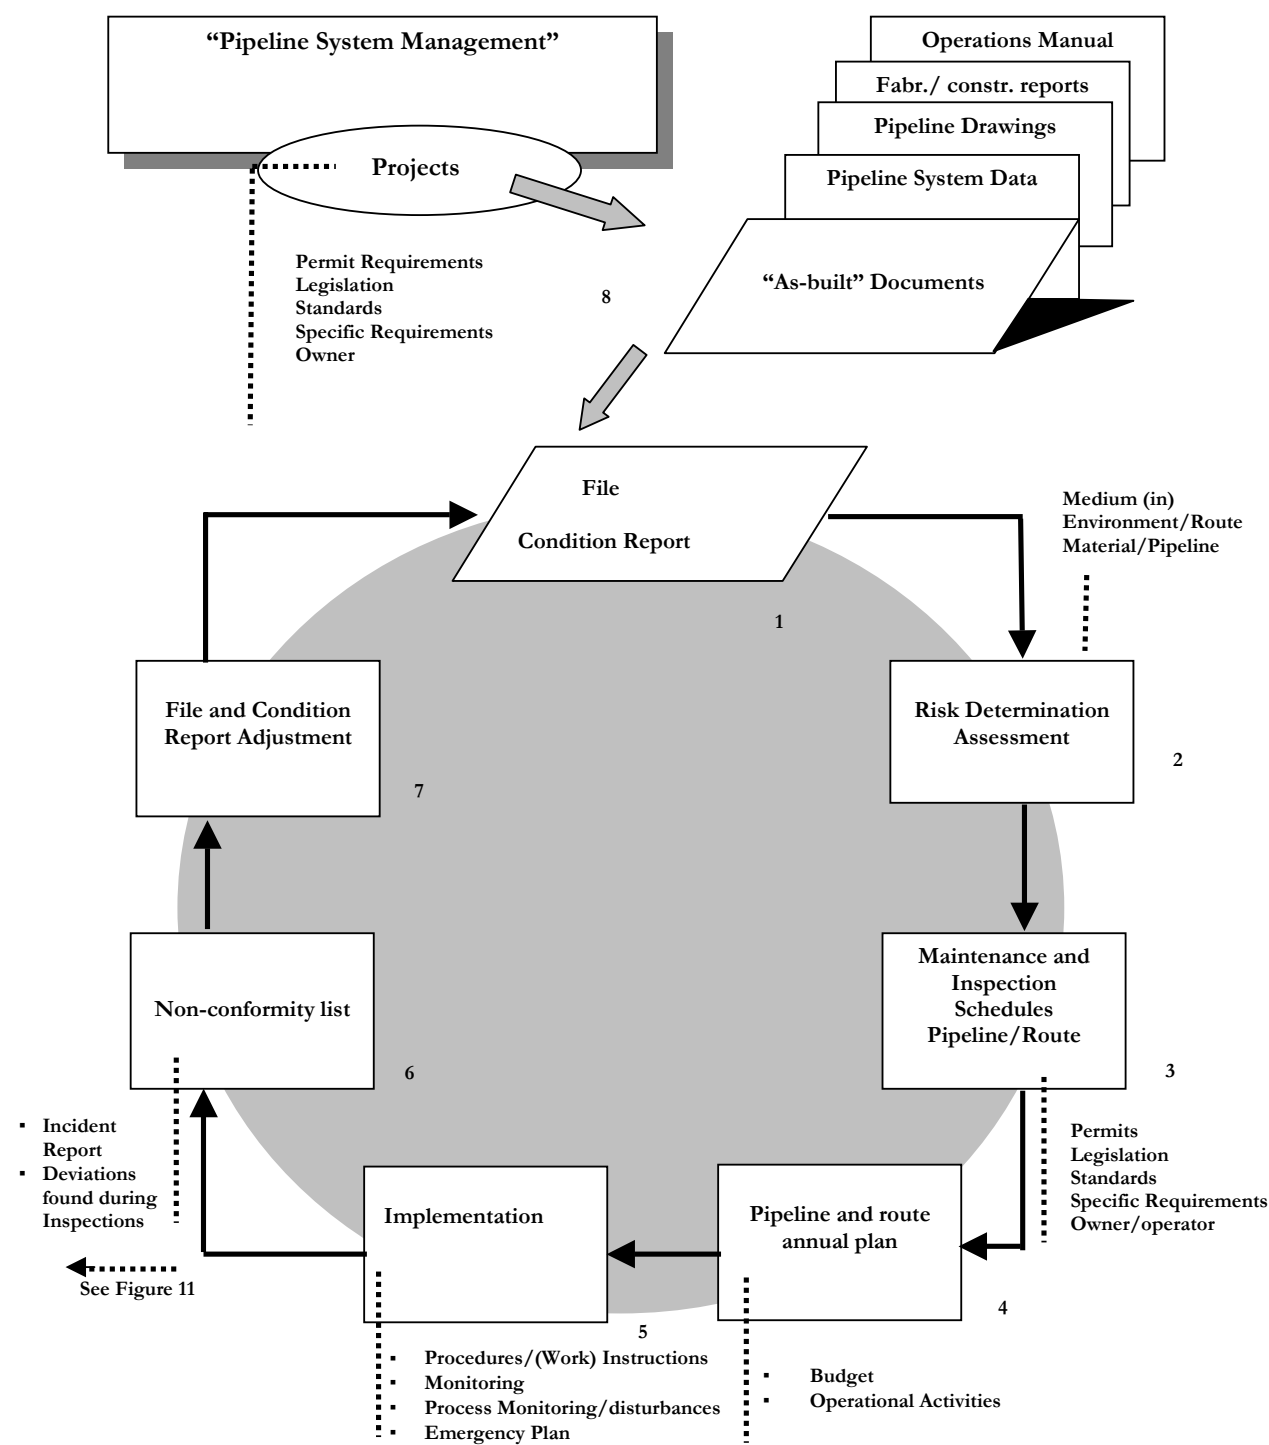 “Pipeline System Management”
Projects
Operations Manual
Fabr./ constr. reports
Pipeline Drawings
Pipeline System Data
“As-built” Documents
Permit Requirements
Legislation
Standards
Specific Requirements
Owner
8
File
Condition Report
1
Medium (in)
Environment/Route
Material/Pipeline
Risk Determination
Assessment
2
Maintenance and
Inspection
Schedules
Pipeline/Route
3
Permits
Legislation
Standards
Specific Requirements
Owner/operator
Pipeline and route
annual plan
4
▪ Budget
▪ Operational Activities
Implementation
5
▪ Procedures/(Work) Instructions
▪ Monitoring
▪ Process Monitoring/disturbances
▪ Emergency Plan
Non-conformity list
6
▪ Incident
Report
▪ Deviations
found during
Inspections
See Figure 11
File and Condition
Report Adjustment
7